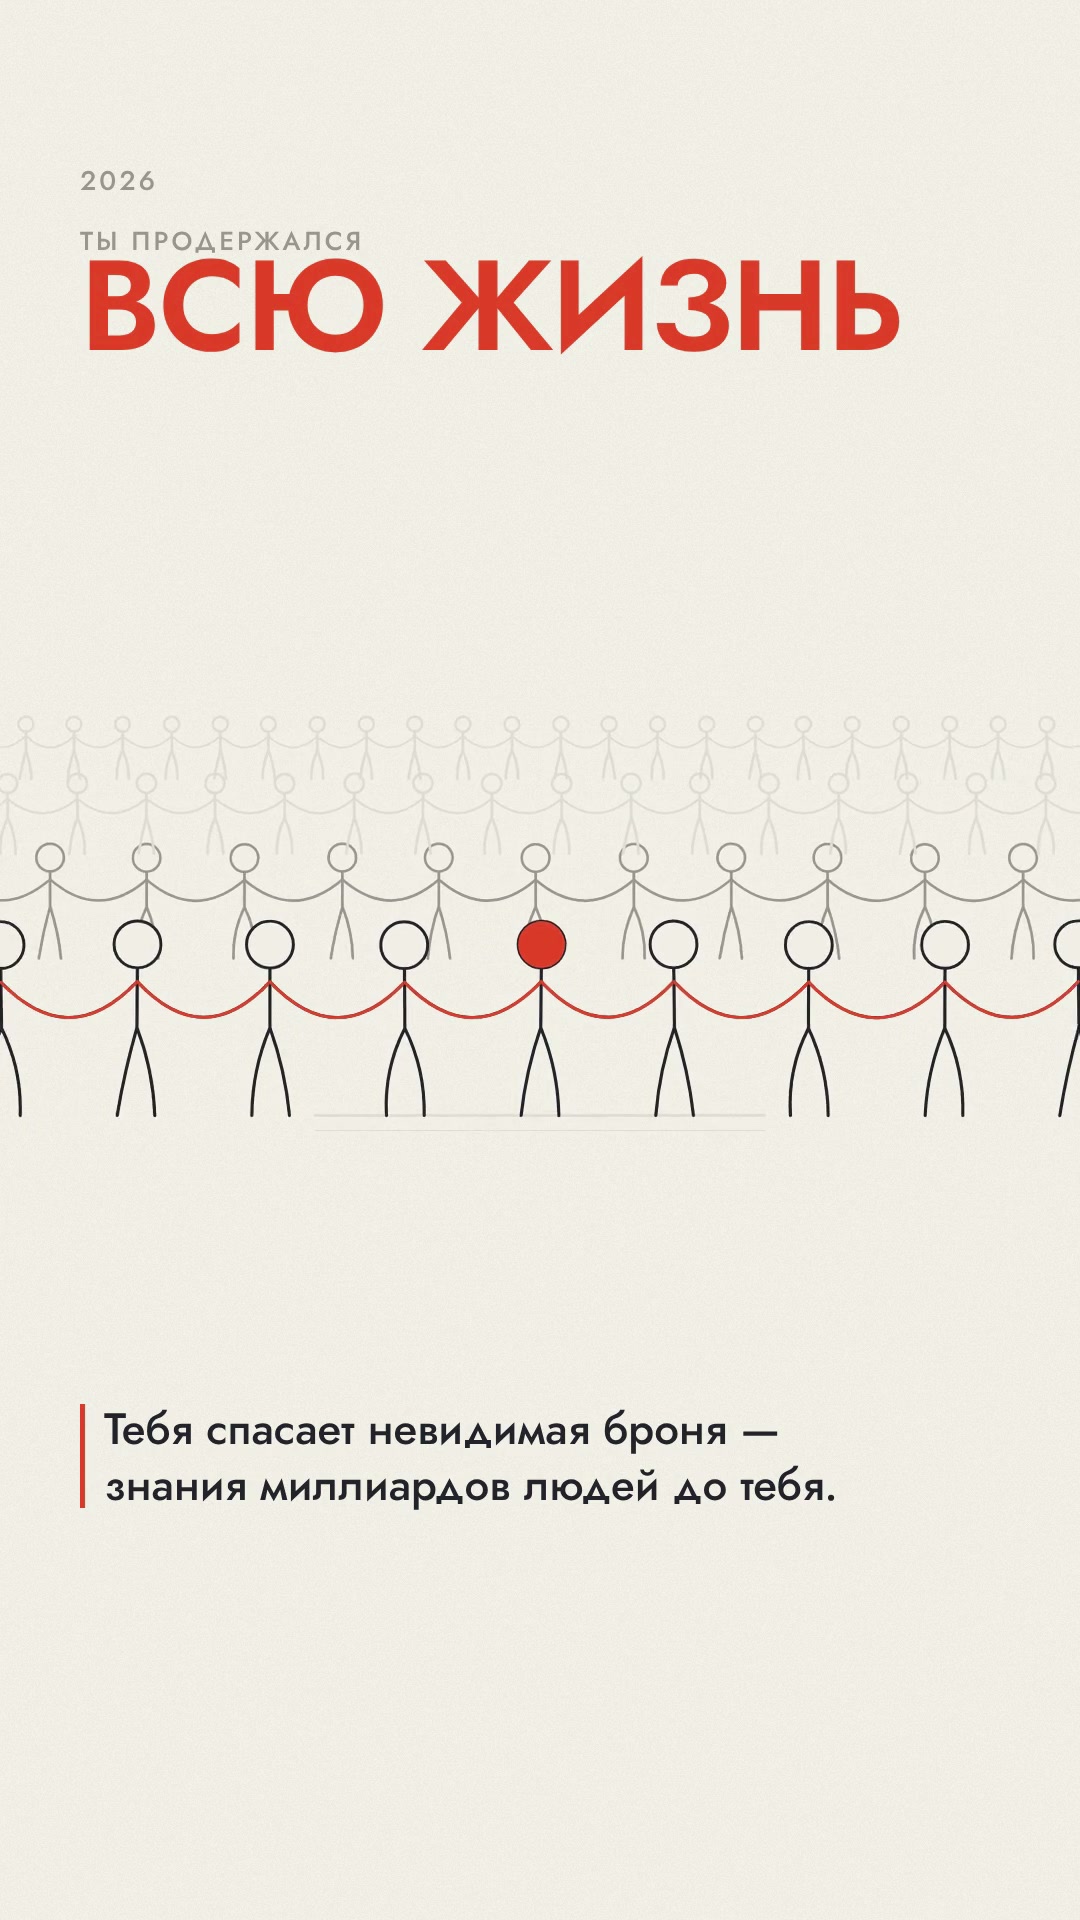 2026
ТЫ ПРОДЕРЖАЛСЯ
ВСЮ ЖИЗНЬ
Тебя спасает невидимая броня —
знания миллиардов людей до тебя.